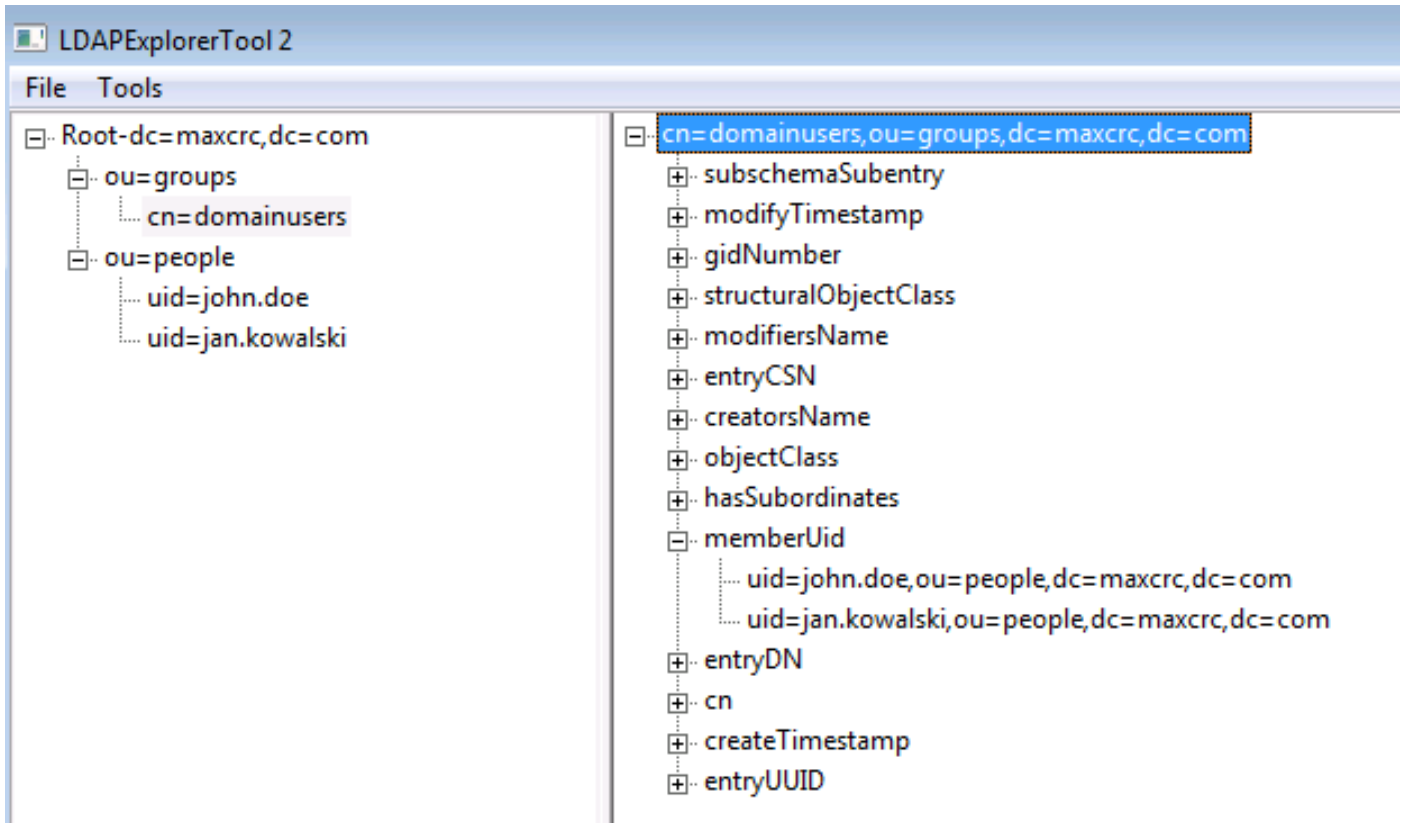 LDAPExplorerTool 2
File Tools
Root-dc=maxcrc,dc=com
ou=groups
cn=domainusers
ou=people
uid=john.doe
uid=jan.kowalski
cn=domainusers,ou=groups,dc=maxcrc,dc=com
subschemaSubentry
modifyTimestamp
gidNumber
structuralObjectClass
modifiersName
entryCSN
creatorsName
objectClass
hasSubordinates
memberUid
uid=john.doe,ou=people,dc=maxcrc,dc=com
uid=jan.kowalski,ou=people,dc=maxcrc,dc=com
entryDN
cn
createTimestamp
entryUUID